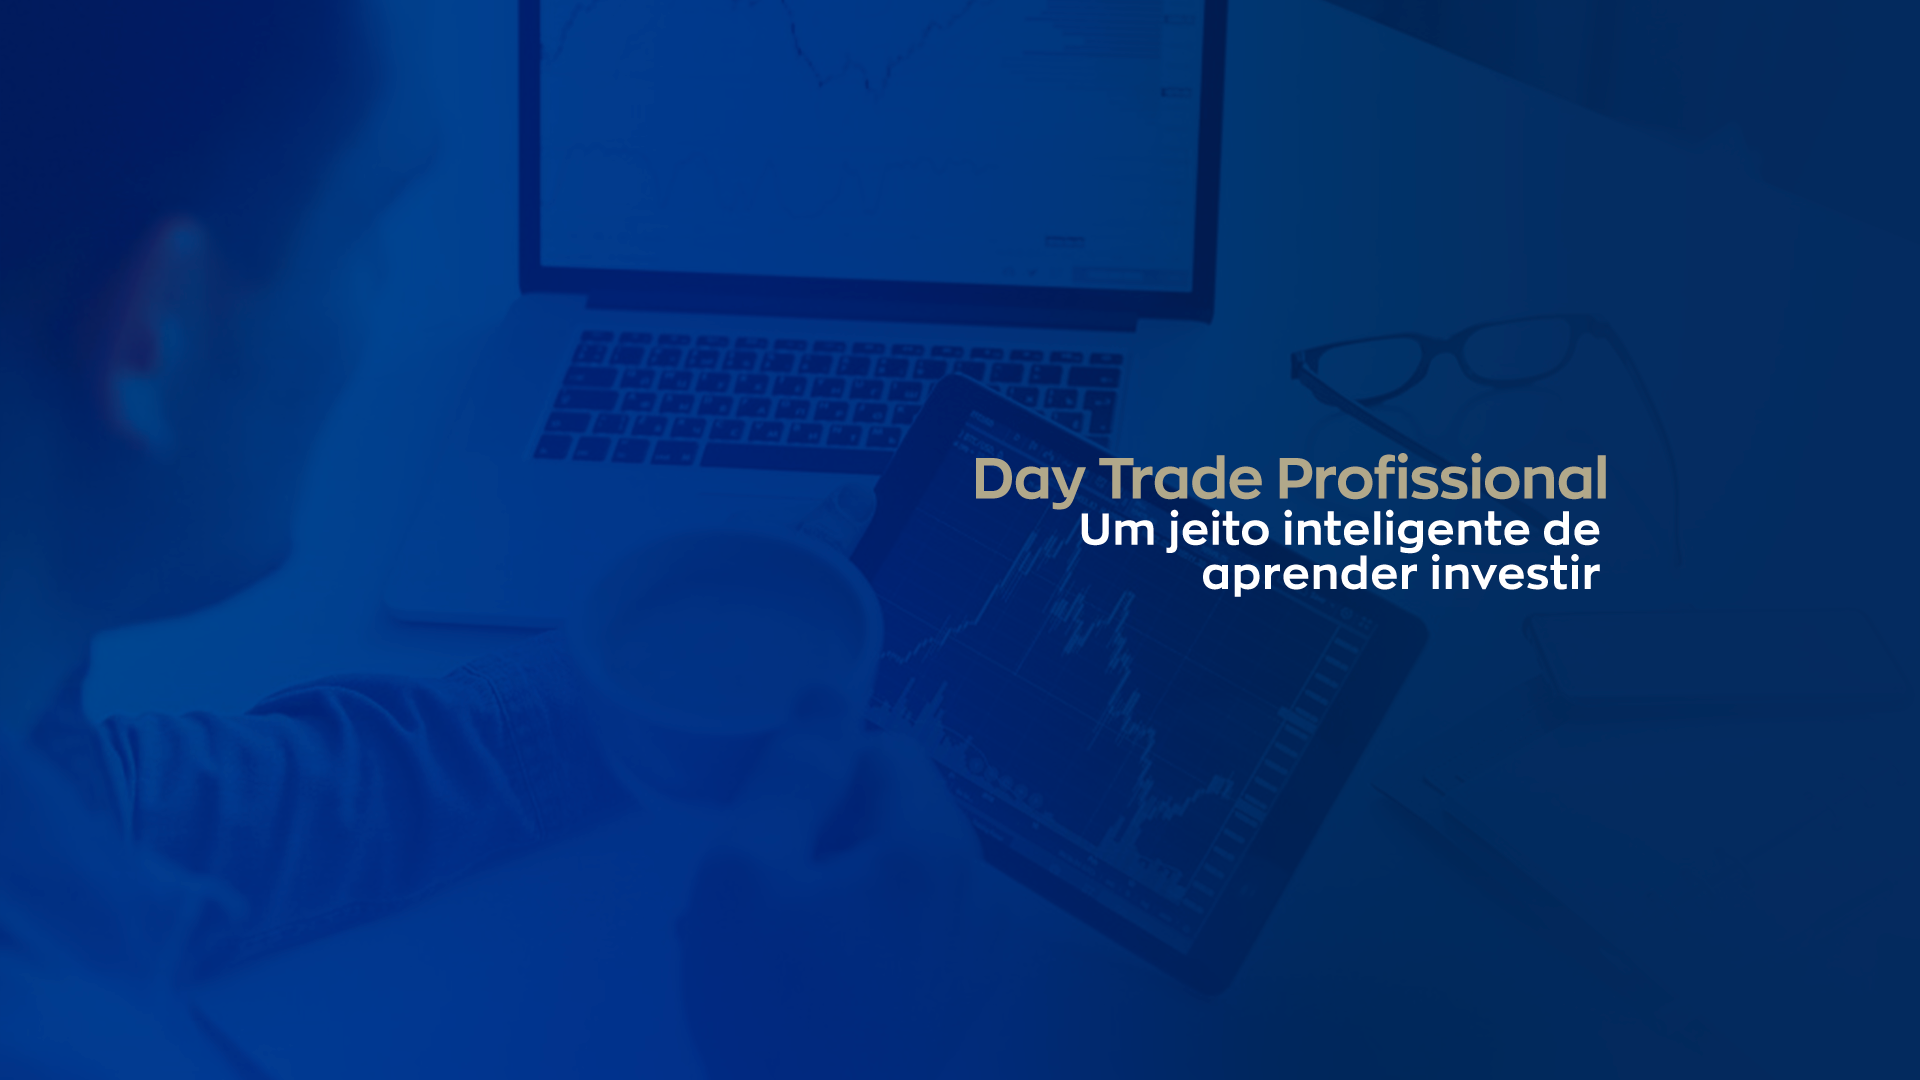 Day Trade Profissional
Um jeito inteligente de
aprender investir